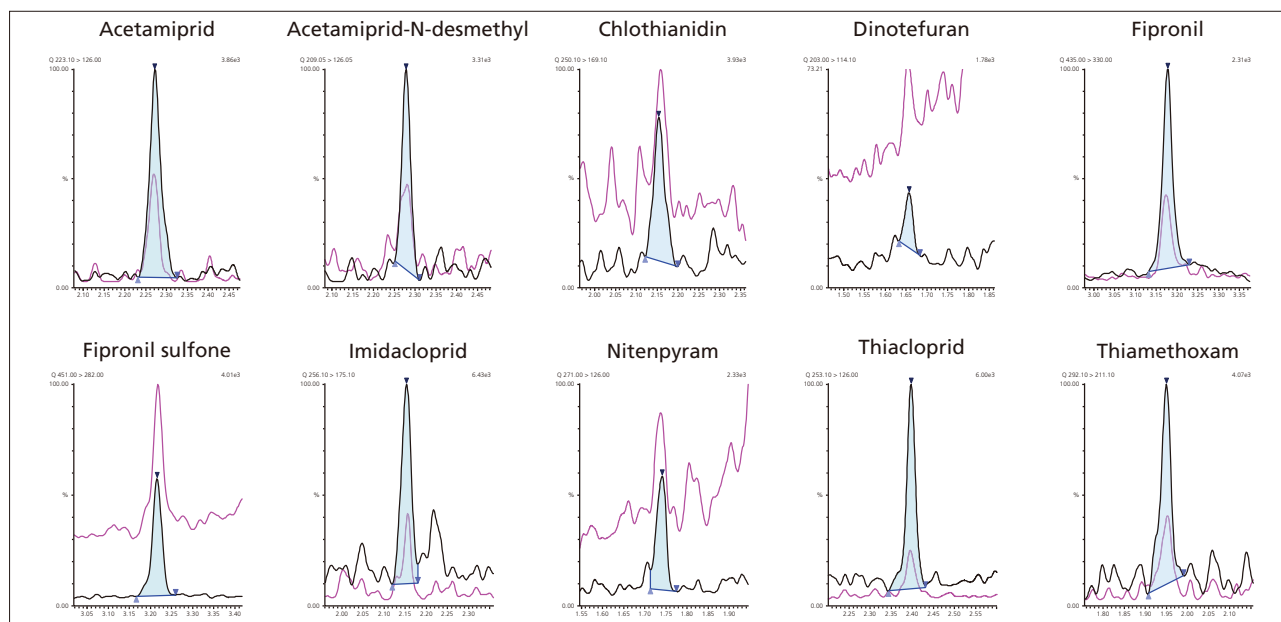 Acetamiprid
Q 223.10 > 126.00 3.86e3
100.00
%
0.00
2.10 2.15 2.20 2.25 2.30 2.35 2.40 2.45
Acetamiprid-N-desmethyl
Q 209.05 > 126.05 3.31e3
100.00
%
0.00
2.10 2.15 2.20 2.25 2.30 2.35 2.40 2.45
Chlothianidin
Q 250.10 > 169.10 3.93e3
100.00
%
0.00
2.00 2.05 2.10 2.15 2.20 2.25 2.30 2.35
Dinotefuran
Q 203.00 > 114.10 1.78e3
73.21
%
0.00
1.50 1.55 1.60 1.65 1.70 1.75 1.80 1.85
Fipronil
Q 435.00 > 330.00 2.31e3
100.00
%
0.00
3.00 3.05 3.10 3.15 3.20 3.25 3.30 3.35
Fipronil sulfone
Q 451.00 > 282.00 4.01e3
100.00
%
0.00
3.05 3.10 3.15 3.20 3.25 3.30 3.35 3.40
Imidacloprid
Q 256.10 > 175.10 6.43e3
100.00
%
0.00
2.00 2.05 2.10 2.15 2.20 2.25 2.30
Nitenpyram
Q 271.00 > 126.00 2.33e3
100.00
%
0.00
1.55 1.60 1.65 1.70 1.75 1.80 1.85 1.90
Thiacloprid
Q 253.10 > 126.00 6.00e3
100.00
%
0.00
2.25 2.30 2.35 2.40 2.45 2.50 2.55
Thiamethoxam
Q 292.10 > 211.10 4.07e3
100.00
%
0.00
1.80 1.85 1.90 1.95 2.00 2.05 2.10